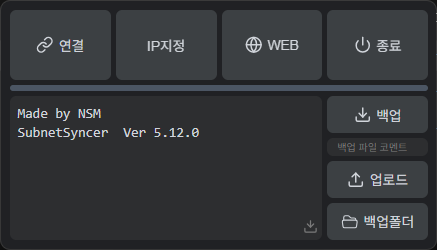 연결
IP지정
WEB
종료
Made by NSM
SubnetSyncer  Ver 5.12.0
백업
백업 파일 코멘트
업로드
백업폴더